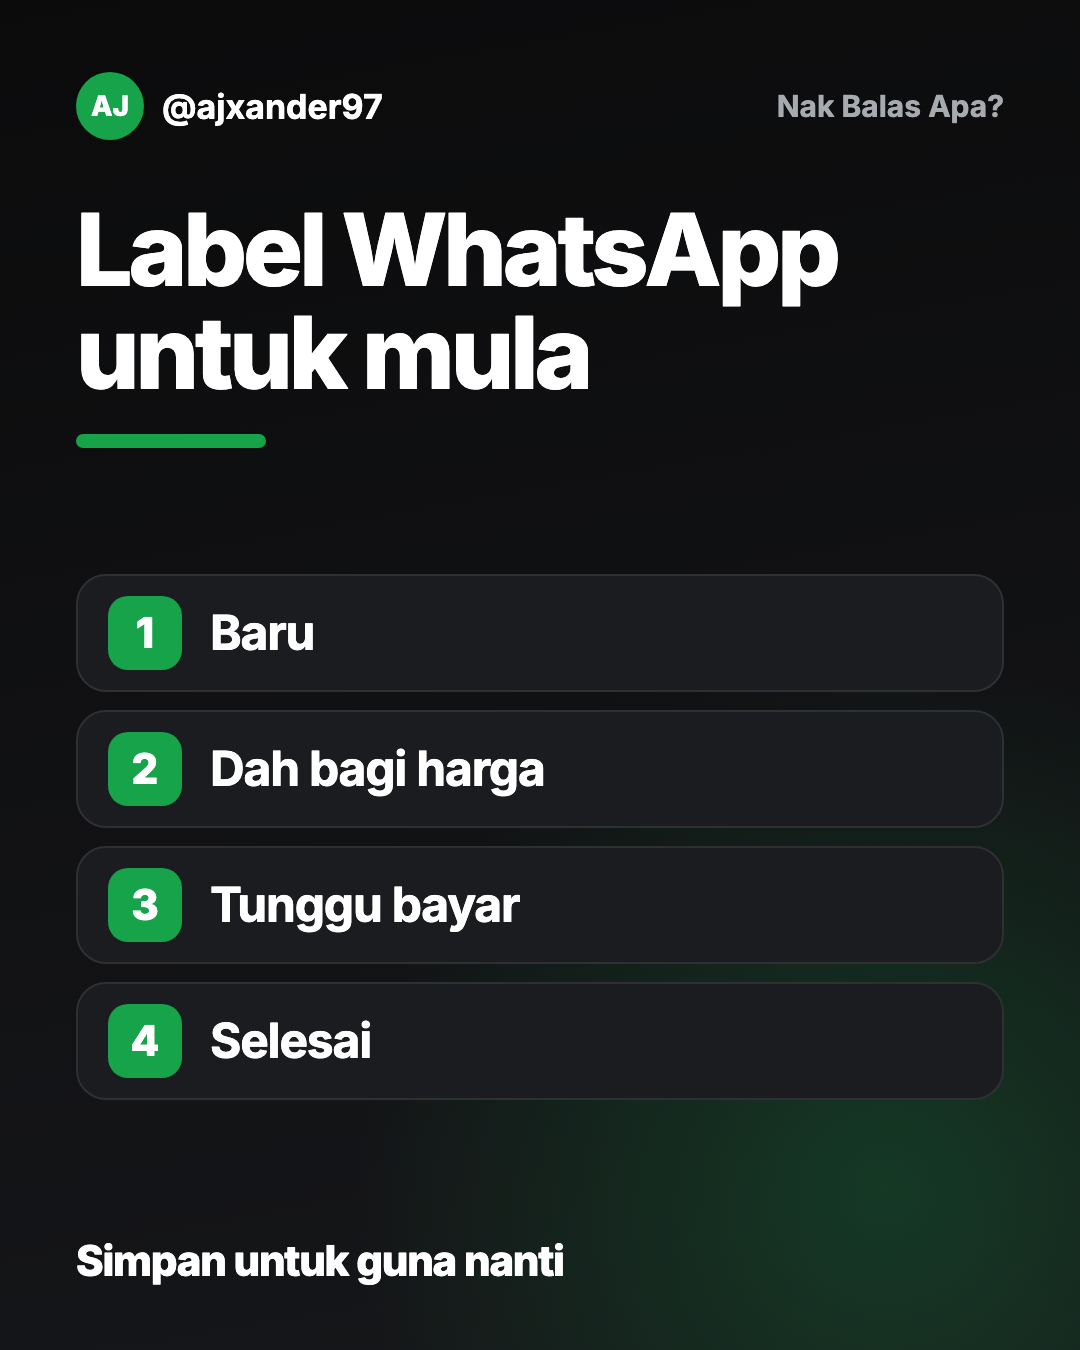 AJ @ajxander97
Nak Balas Apa?
Label WhatsApp
untuk mula
1 Baru
2 Dah bagi harga
3 Tunggu bayar
4 Selesai
Simpan untuk guna nanti